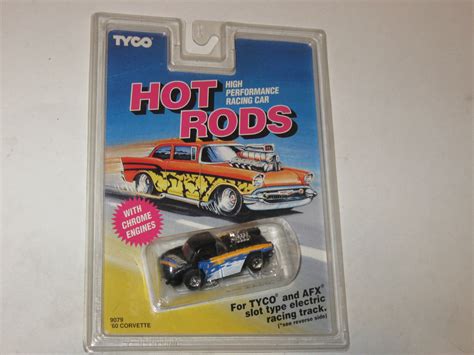 TYCO
HOT
RODS
HIGH
PERFORMANCE
RACING CAR
WITH
CHROME
ENGINES
9079
'60 CORVETTE
For TYCO® and AFX®
slot type electric
racing track.
(*see reverse side)